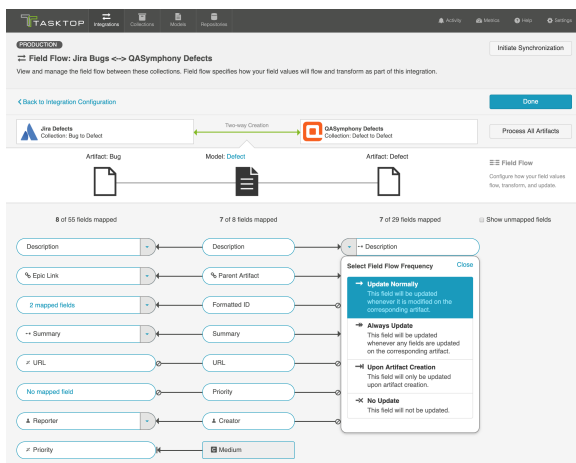 TASKTOP
Integrations
Collections
Models
Repositories
Activity
Metrics
Help
Settings
PRODUCTION
Field Flow: Jira Bugs <--> QASymphony Defects
View and manage the field flow between these collections. Field flow specifies how your field values will flow and transform as part of this integration.
Initiate Synchronization
Back to Integration Configuration
Done
Jira Defects
Collection: Bug to Defect
Two-way Creation
QASymphony Defects
Collection: Defect to Defect
Process All Artifacts
Artifact: Bug
Model: Defect
Artifact: Defect
Field Flow
Configure how your field values
flow, transform, and update.
8 of 55 fields mapped
7 of 8 fields mapped
7 of 29 fields mapped
Show unmapped fields
Description
Description
Description
Select Field Flow Frequency
Close
Update Normally
This field will be updated
whenever it is modified on the
corresponding artifact.
Always Update
This field will be updated
whenever any fields are updated
on the corresponding artifact.
Upon Artifact Creation
This field will only be updated
upon artifact creation.
No Update
This field will not be updated.
Epic Link
Parent Artifact
2 mapped fields
Formatted ID
Summary
Summary
URL
URL
No mapped field
Priority
Reporter
Creator
Priority
Medium